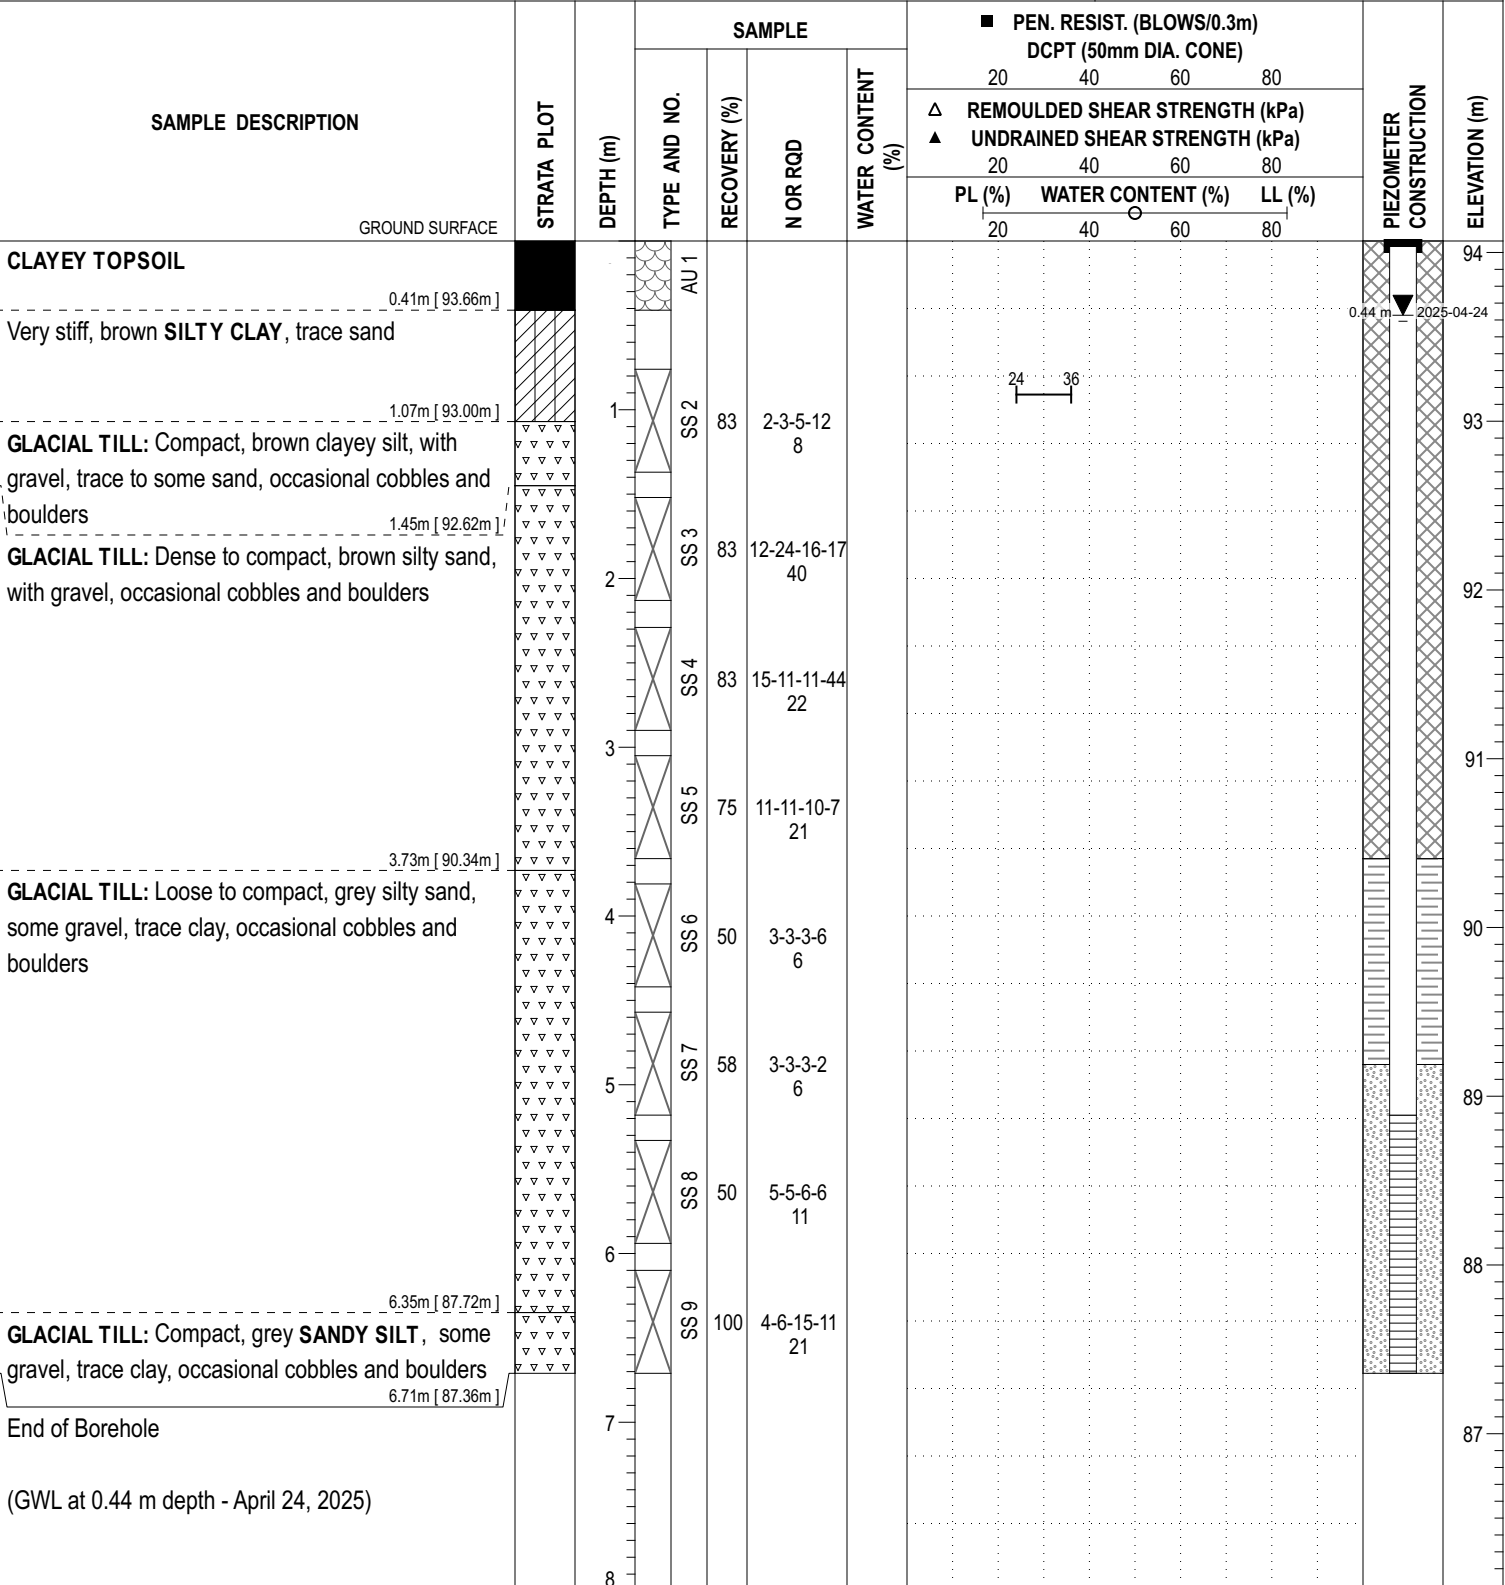 SAMPLE DESCRIPTION
GROUND SURFACE
STRATA PLOT
DEPTH (m)
SAMPLE
TYPE AND NO.
RECOVERY (%)
N OR RQD
WATER CONTENT
(%)
■ PEN. RESIST. (BLOWS/0.3m)
DCPT (50mm DIA. CONE)
20 40 60 80
△ REMOULDED SHEAR STRENGTH (kPa)
▲ UNDRAINED SHEAR STRENGTH (kPa)
20 40 60 80
PL (%) WATER CONTENT (%) LL (%)
20 40 60 80
PIEZOMETER
CONSTRUCTION
ELEVATION (m)
CLAYEY TOPSOIL
0.41m [ 93.66m ]
Very stiff, brown SILTY CLAY, trace sand
1.07m [ 93.00m ]
GLACIAL TILL: Compact, brown clayey silt, with
gravel, trace to some sand, occasional cobbles and
boulders
1.45m [ 92.62m ]
GLACIAL TILL: Dense to compact, brown silty sand,
with gravel, occasional cobbles and boulders
3.73m [ 90.34m ]
GLACIAL TILL: Loose to compact, grey silty sand,
some gravel, trace clay, occasional cobbles and
boulders
6.35m [ 87.72m ]
GLACIAL TILL: Compact, grey SANDY SILT, some
gravel, trace clay, occasional cobbles and boulders
6.71m [ 87.36m ]
End of Borehole
(GWL at 0.44 m depth - April 24, 2025)
1
2
3
4
5
6
7
8
AU 1
SS 2 83 2-3-5-12
8
SS 3 83 12-24-16-17
40
SS 4 83 15-11-11-44
22
SS 5 75 11-11-10-7
21
SS 6 50 3-3-3-6
6
SS 7 58 3-3-3-2
6
SS 8 50 5-5-6-6
11
SS 9 100 4-6-15-11
21
24 36
0.44 m 2025-04-24
94
93
92
91
90
89
88
87